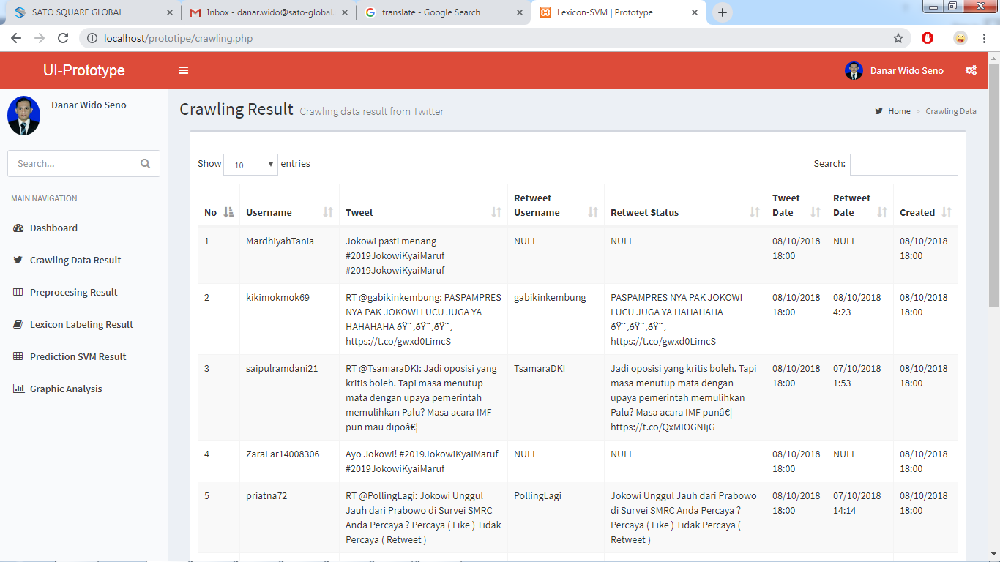 SATO SQUARE GLOBAL
Inbox - danar.wido@sato-global.
translate - Google Search
Lexicon-SVM | Prototype
localhost/prototipe/crawling.php
UI-Prototype
Danar Wido Seno
Danar Wido Seno
Search...
MAIN NAVIGATION
Dashboard
Crawling Data Result
Preprocesing Result
Lexicon Labeling Result
Prediction SVM Result
Graphic Analysis
Crawling Result Crawling data result from Twitter
Home > Crawling Data
Show 10 entries
Search:
No
Username
Tweet
Retweet
Username
Retweet Status
Tweet
Date
Retweet
Date
Created
1
MardhiyahTania
Jokowi pasti menang
#2019JokowiKyaiMaruf
#2019JokowiKyaiMaruf
NULL
NULL
08/10/2018
18:00
NULL
08/10/2018
18:00
2
kikimokmok69
RT @gabikinkembung: PASPAMPRES
NYA PAK JOKOWI LUCU JUGA YA
HAHAHAHA ðŸ˜‚ðŸ˜‚ðŸ˜‚
https://t.co/gwxd0LimcS
gabikinkembung
PASPAMPRES NYA PAK JOKOWI
LUCU JUGA YA HAHAHAHA
ðŸ˜‚ðŸ˜‚ðŸ˜‚
https://t.co/gwxd0LimcS
08/10/2018
18:00
08/10/2018
4:23
08/10/2018
18:00
3
saipulramdani21
RT @TsamaraDKI: Jadi oposisi yang
kritis boleh. Tapi masa menutup
mata dengan upaya pemerintah
memulihkan Palu? Masa acara IMF
pun mau dipoâ€¦
TsamaraDKI
Jadi oposisi yang kritis boleh. Tapi
masa menutup mata dengan
upaya pemerintah memulihkan
Palu? Masa acara IMF punâ€¦
https://t.co/QxMIOGNIjG
08/10/2018
18:00
07/10/2018
1:53
08/10/2018
18:00
4
ZaraLar14008306
Ayo Jokowi! #2019JokowiKyaiMaruf
#2019JokowiKyaiMaruf
NULL
NULL
08/10/2018
18:00
NULL
08/10/2018
18:00
5
priatna72
RT @PollingLagi: Jokowi Unggul
Jauh dari Prabowo di Survei SMRC
Anda Percaya ? Percaya ( Like ) Tidak
Percaya ( Retweet )
PollingLagi
Jokowi Unggul Jauh dari Prabowo
di Survei SMRC Anda Percaya ?
Percaya ( Like ) Tidak Percaya (
Retweet )
08/10/2018
18:00
07/10/2018
14:14
08/10/2018
18:00